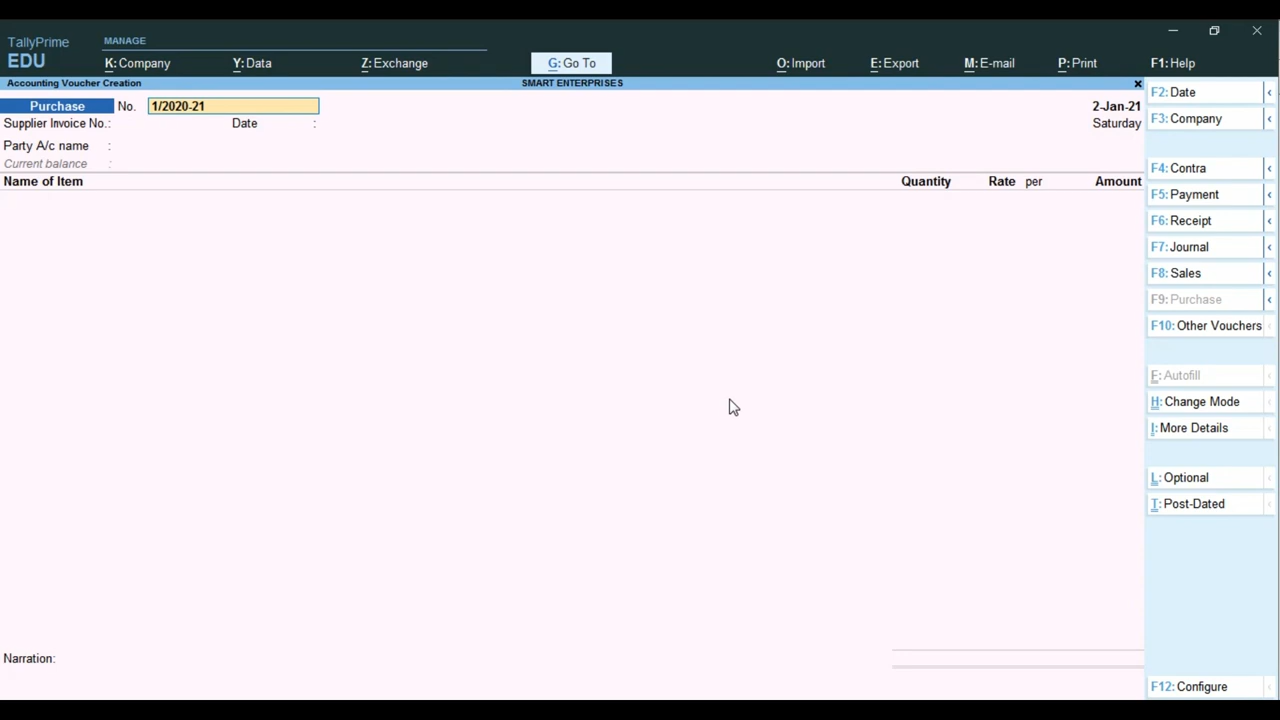 TallyPrime
EDU
MANAGE
K: Company Y: Data Z: Exchange G: Go To O: Import E: Export M: E-mail P: Print F1: Help
Accounting Voucher Creation SMART ENTERPRISES ×
Purchase No. 1/2020-21 2-Jan-21
Supplier Invoice No.: Date : Saturday
Party A/c name :
Current balance :
Name of Item Quantity Rate per Amount
Narration:
F2: Date ‹
F3: Company ‹
F4: Contra ‹
F5: Payment ‹
F6: Receipt ‹
F7: Journal ‹
F8: Sales ‹
F9: Purchase ‹
F10: Other Vouchers ‹
F: Autofill ‹
H: Change Mode ‹
I: More Details ‹
L: Optional ‹
T: Post-Dated ‹
F12: Configure ‹